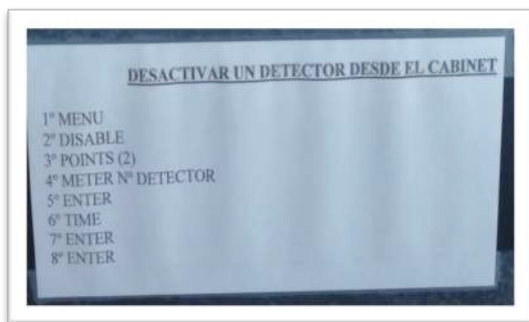 DESACTIVAR UN DETECTOR DESDE EL CABINET
1º MENU
2º DISABLE
3º POINTS (2)
4º METER Nº DETECTOR
5º ENTER
6º TIME
7º ENTER
8º ENTER